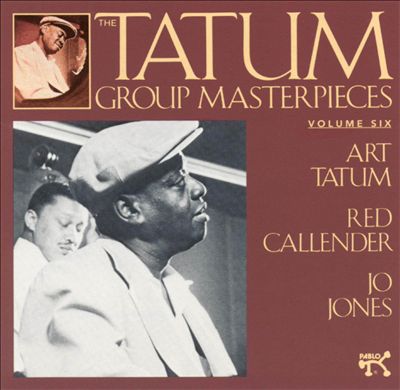 THE
TATUM
GROUP MASTERPIECES
VOLUME SIX
ART
TATUM
RED
CALLENDER
JO
JONES
PABLO